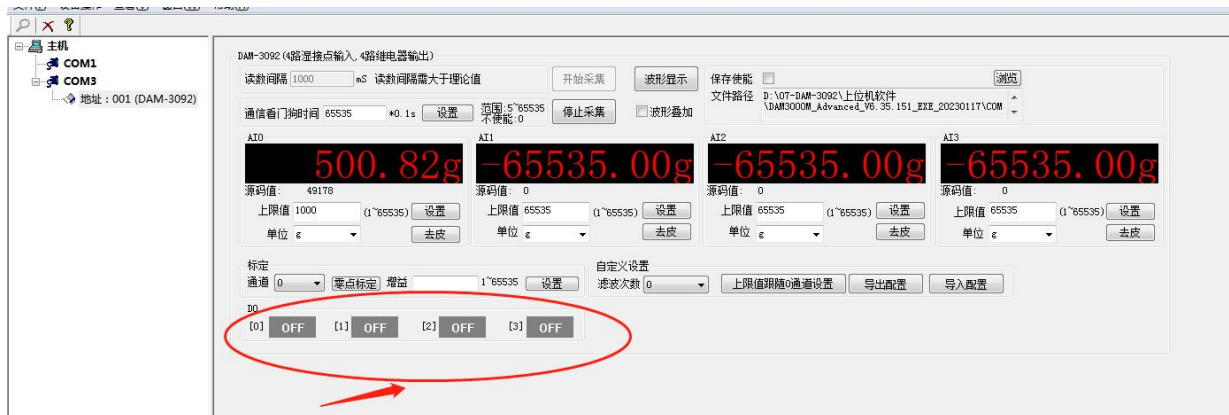 主机
COM1
COM3
地址：001 (DAM-3092)
DAM-3092(4路湿接点输入, 4路继电器输出)
读数间隔 1000 mS 读数间隔需大于理论值 开始采集 波形显示 保存使能 浏览
文件路径 D:\07-DAM-3092\上位机软件
\DAM3000M_Advanced_V6.35.151_EXE_20230117\COM
通信看门狗时间 65535 *0.1s 设置 范围:5~65535
不使能:0 停止采集 波形叠加
AI0 AI1 AI2 AI3
500.82g -65535.00g -65535.00g -65535.00g
源码值: 49178 源码值: 0 源码值: 0 源码值: 0
上限值 1000 (1~65535) 设置 上限值 65535 (1~65535) 设置 上限值 65535 (1~65535) 设置 上限值 65535 (1~65535) 设置
单位 g 去皮 单位 g 去皮 单位 g 去皮 单位 g 去皮
标定 自定义设置
通道 0 零点标定 增益 1~65535 设置 滤波次数 0 上限值跟随0通道设置 导出配置 导入配置
DO
[0] OFF [1] OFF [2] OFF [3] OFF